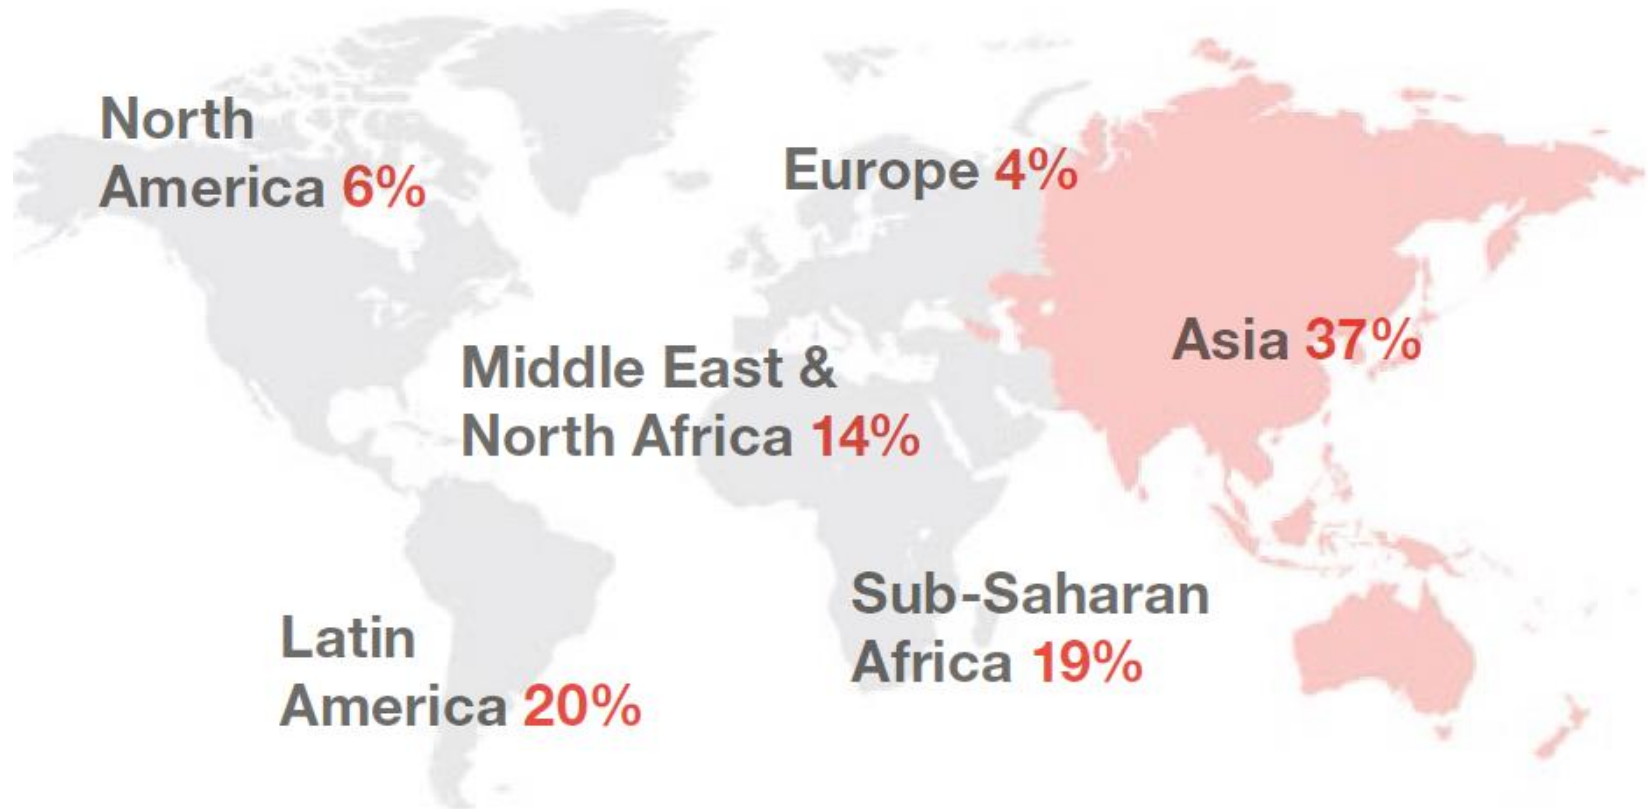 North
America 6%
Europe 4%
Asia 37%
Middle East &
North Africa 14%
Sub-Saharan
Africa 19%
Latin
America 20%